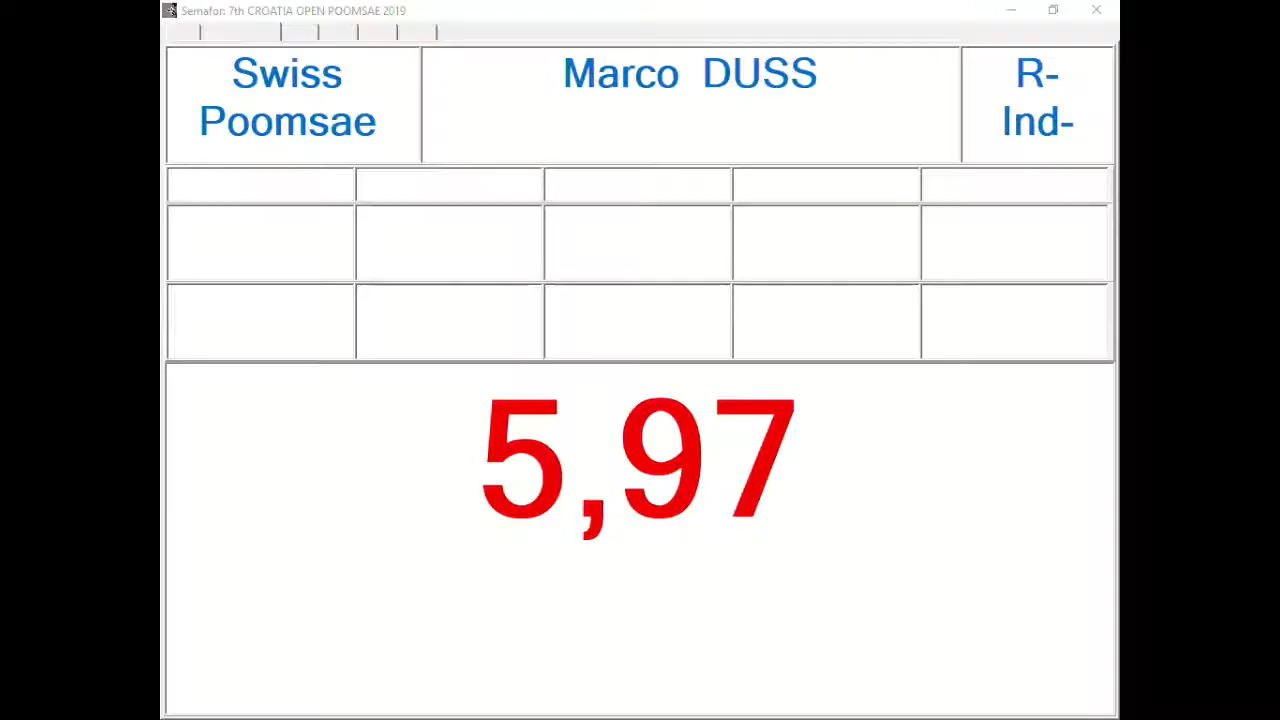 Semafor: 7th CROATIA OPEN POOMSAE 2019
Swiss
Poomsae
Marco DUSS
R-
Ind-
5,97